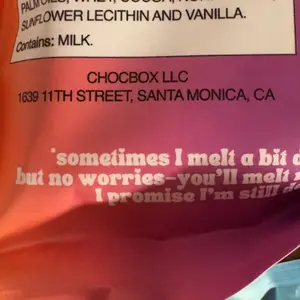 PALM OILS, WHEY, COCOA,
SUNFLOWER LECITHIN AND VANILLA.
Contains: MILK.
CHOCBOX LLC
1639 11TH STREET, SANTA MONICA, CA
*sometimes I melt a bit
but no worries-you'll melt
I promise I'm still